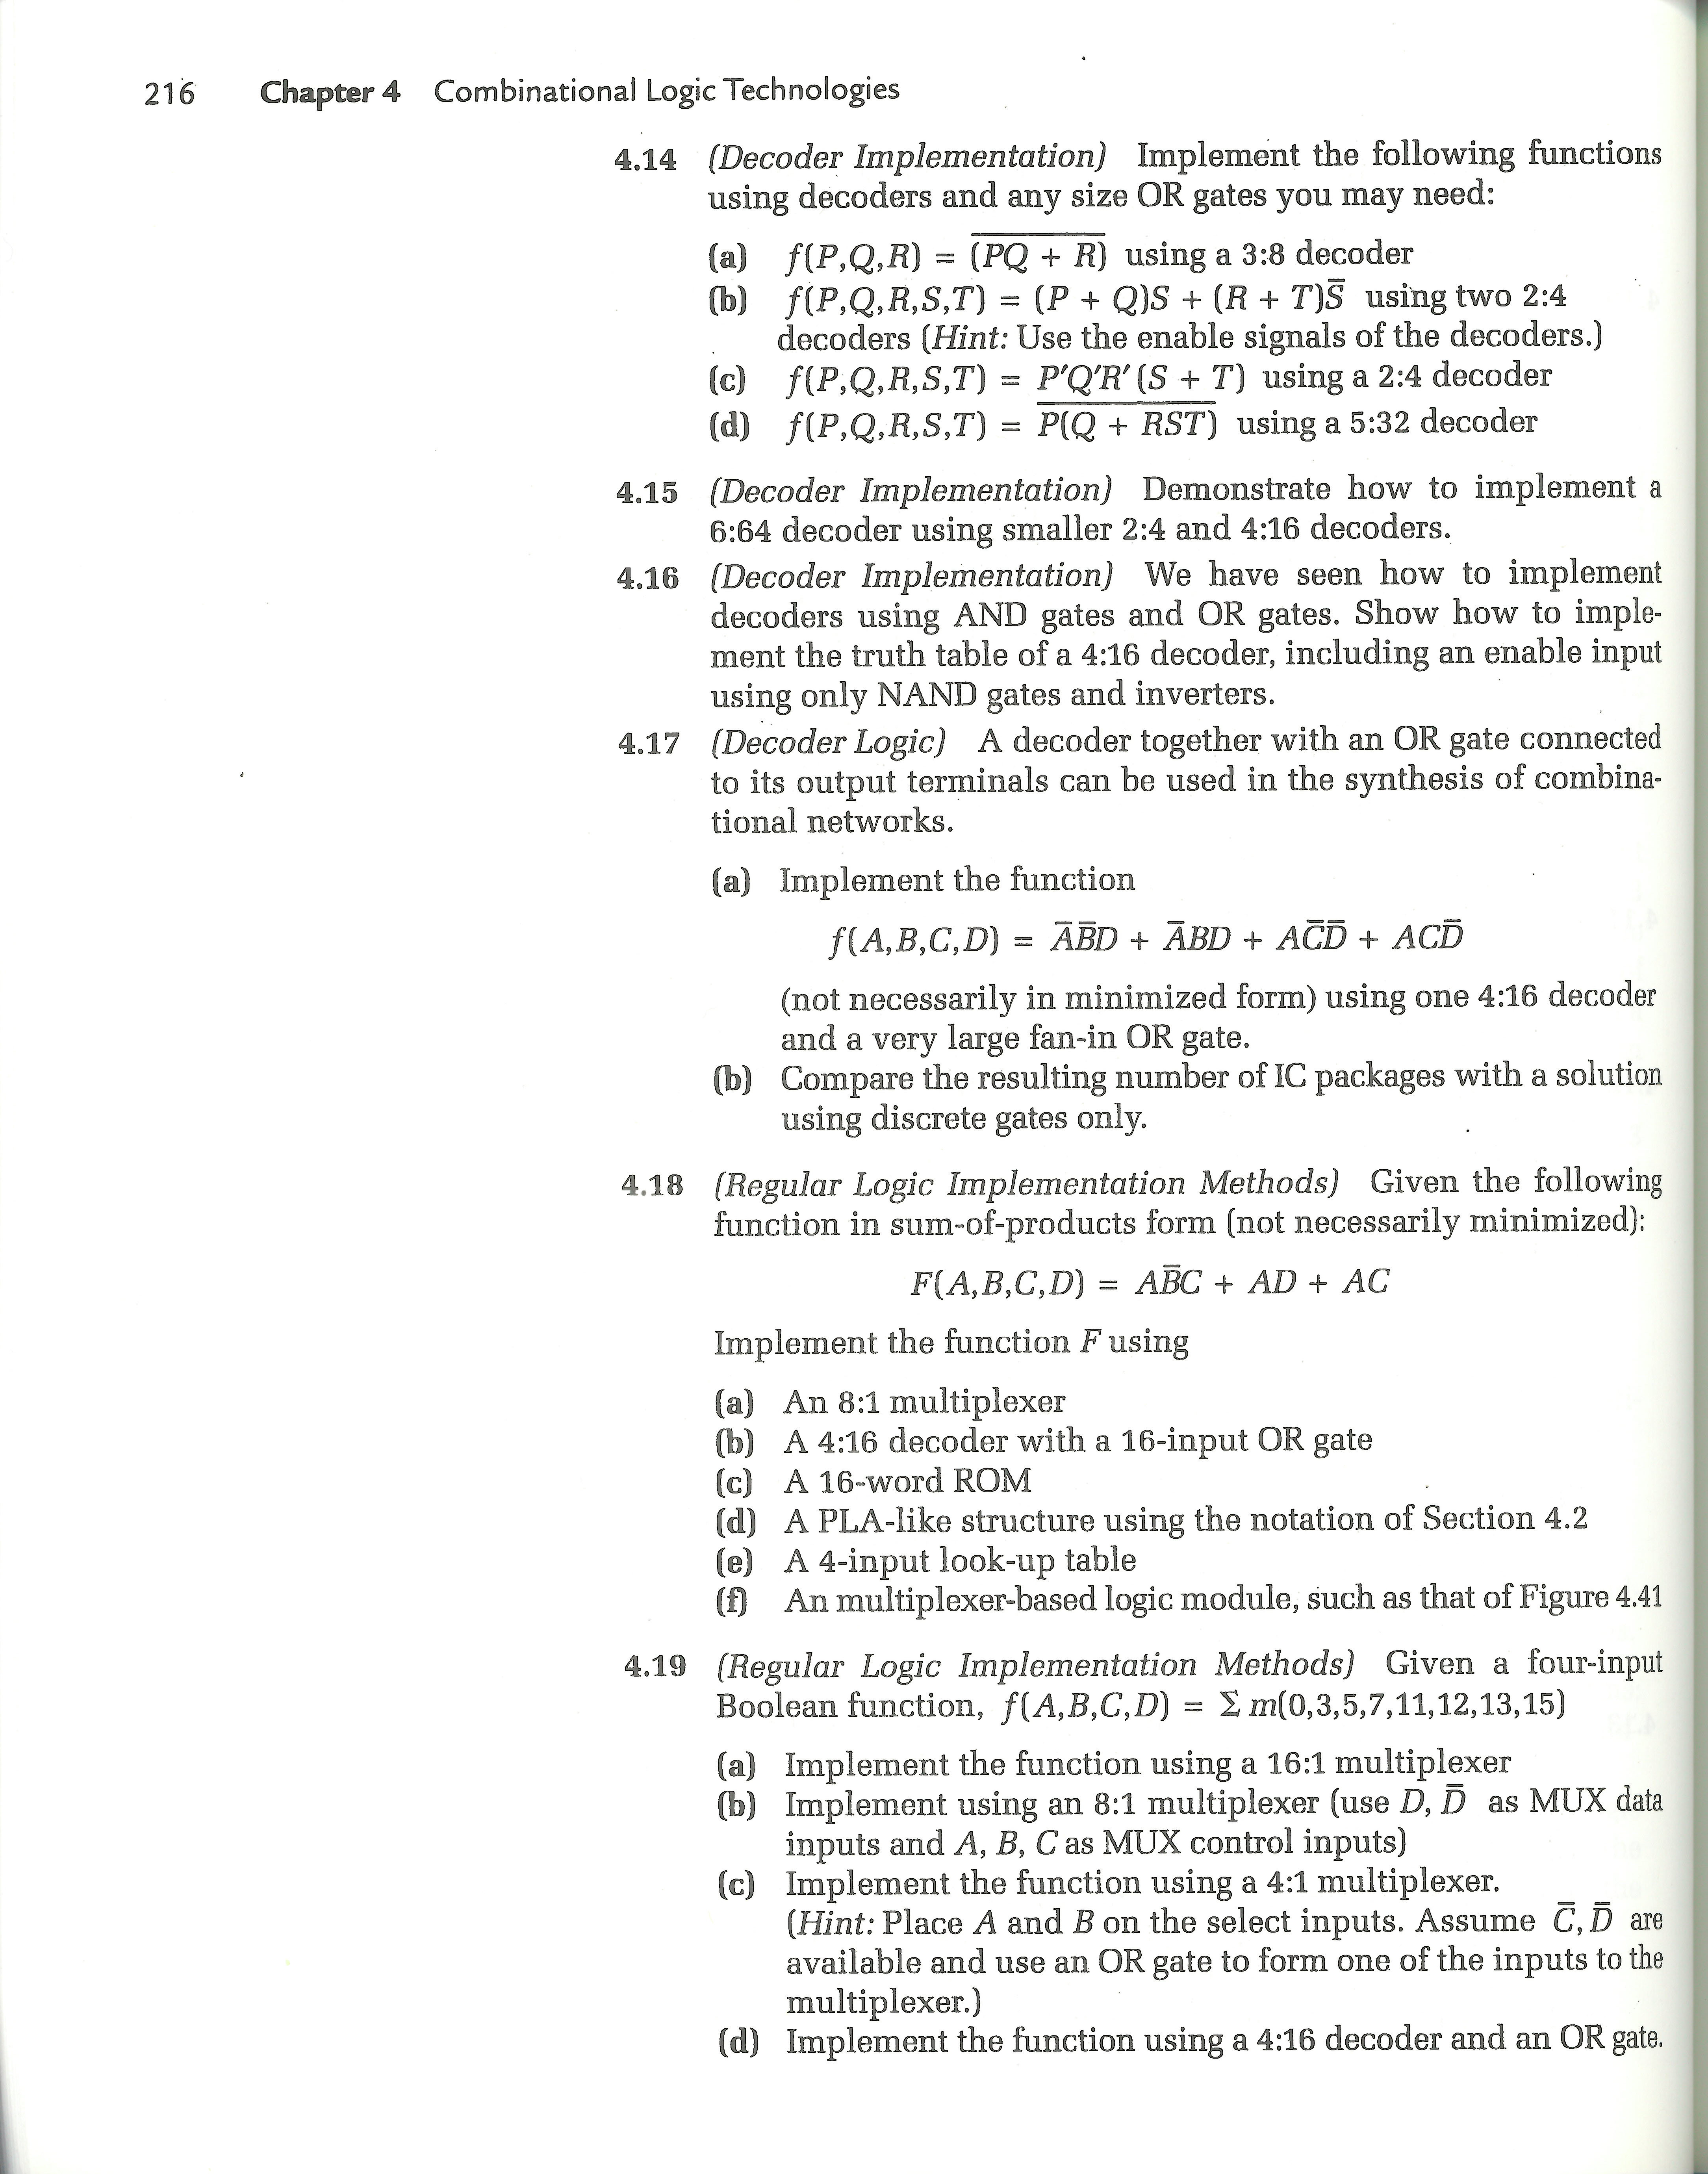 216 Chapter 4 Combinational Logic Technologies
4.14 (Decoder Implementation) Implement the following functions
using decoders and any size OR gates you may need:
(a) f(P,Q,R) = \overline{(PQ + R)} using a 3:8 decoder
(b) f(P,Q,R,S,T) = (P + Q)S + (R + T)S̅ using two 2:4
decoders (Hint: Use the enable signals of the decoders.)
(c) f(P,Q,R,S,T) = P′Q′R′(S + T) using a 2:4 decoder
(d) f(P,Q,R,S,T) = \overline{P(Q + RST)} using a 5:32 decoder
4.15 (Decoder Implementation) Demonstrate how to implement a
6:64 decoder using smaller 2:4 and 4:16 decoders.
4.16 (Decoder Implementation) We have seen how to implement
decoders using AND gates and OR gates. Show how to imple-
ment the truth table of a 4:16 decoder, including an enable input
using only NAND gates and inverters.
4.17 (Decoder Logic) A decoder together with an OR gate connected
to its output terminals can be used in the synthesis of combina-
tional networks.
(a) Implement the function
f(A,B,C,D) = A̅B̅D + A̅BD + AC̅D̅ + ACD̅
(not necessarily in minimized form) using one 4:16 decoder
and a very large fan-in OR gate.
(b) Compare the resulting number of IC packages with a solution
using discrete gates only.
4.18 (Regular Logic Implementation Methods) Given the following
function in sum-of-products form (not necessarily minimized):
F(A,B,C,D) = AB̅C + AD + AC
Implement the function F using
(a) An 8:1 multiplexer
(b) A 4:16 decoder with a 16-input OR gate
(c) A 16-word ROM
(d) A PLA-like structure using the notation of Section 4.2
(e) A 4-input look-up table
(f) An multiplexer-based logic module, such as that of Figure 4.41
4.19 (Regular Logic Implementation Methods) Given a four-input
Boolean function, f(A,B,C,D) = Σ m(0,3,5,7,11,12,13,15)
(a) Implement the function using a 16:1 multiplexer
(b) Implement using an 8:1 multiplexer (use D, D̅ as MUX data
inputs and A, B, C as MUX control inputs)
(c) Implement the function using a 4:1 multiplexer.
(Hint: Place A and B on the select inputs. Assume C̅, D̅ are
available and use an OR gate to form one of the inputs to the
multiplexer.)
(d) Implement the function using a 4:16 decoder and an OR gate.